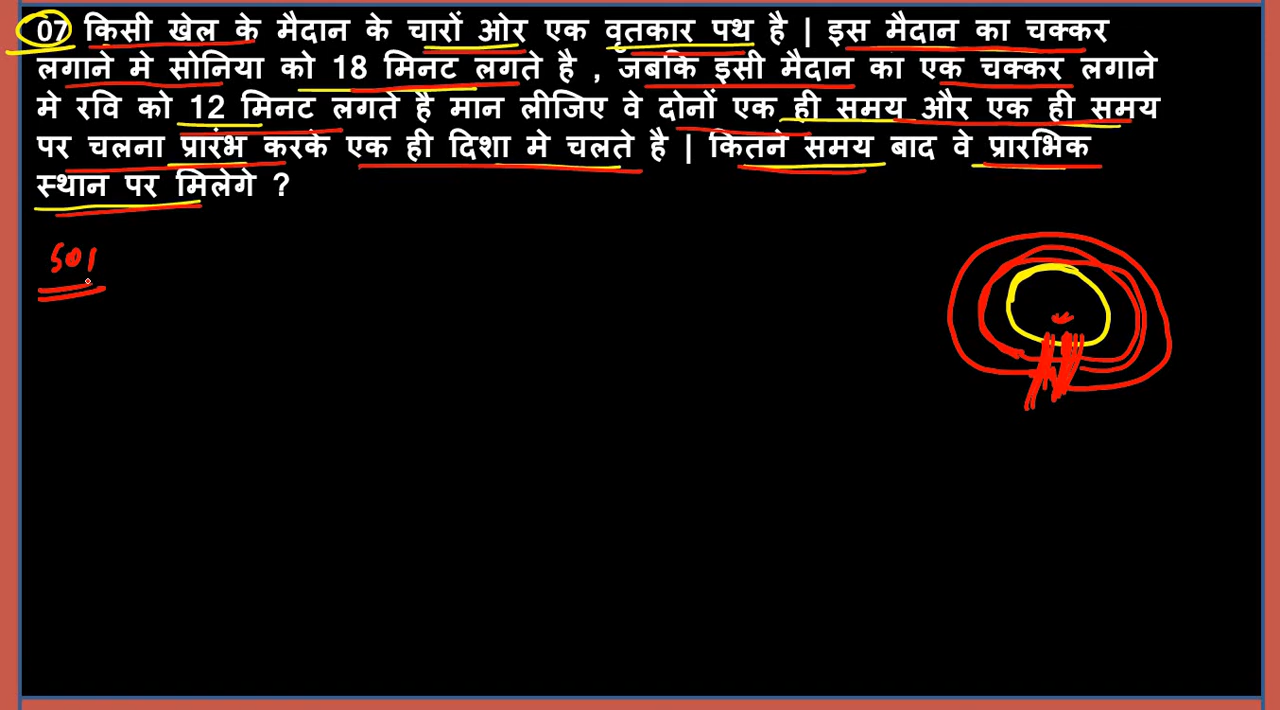 07 किसी खेल के मैदान के चारों ओर एक वृतकार पथ है | इस मैदान का चक्कर
लगाने मे सोनिया को 18 मिनट लगते है , जबकि इसी मैदान का एक चक्कर लगाने
मे रवि को 12 मिनट लगते है मान लीजिए वे दोनों एक ही समय और एक ही समय
पर चलना प्रारंभ करके एक ही दिशा मे चलते है | कितने समय बाद वे प्रारभिक
स्थान पर मिलेगे ?
sol